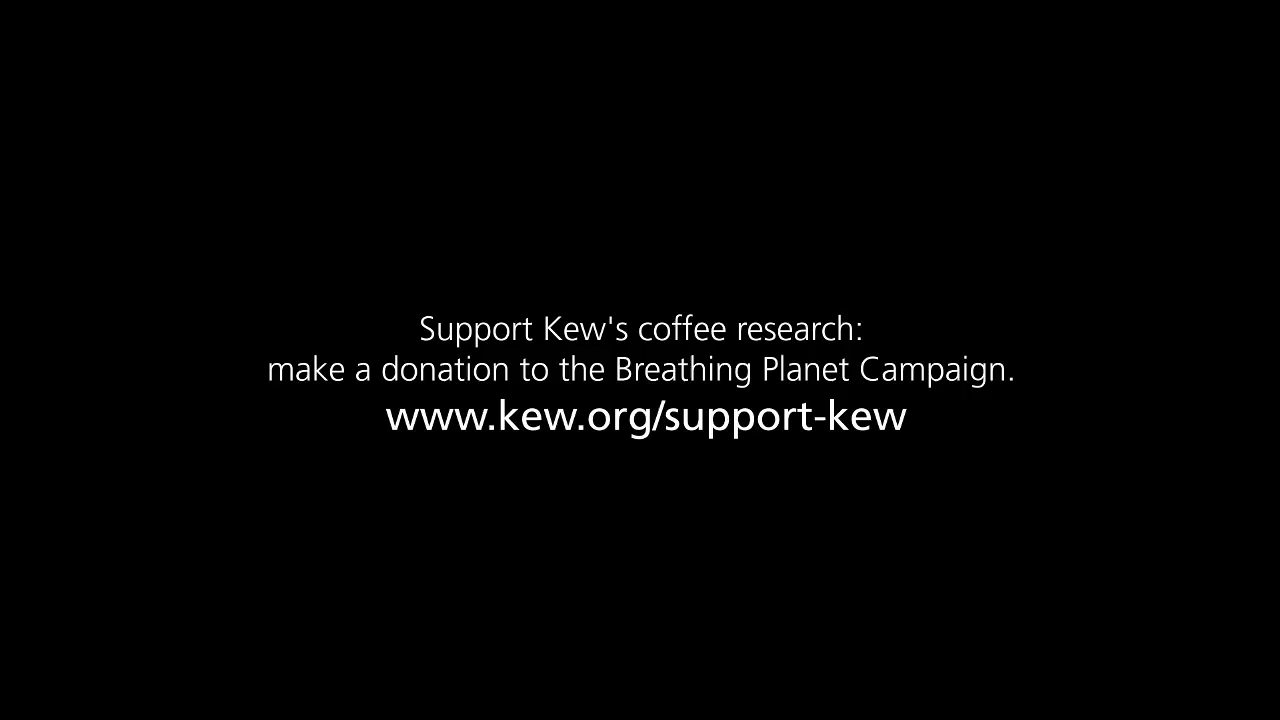 Support Kew's coffee research:
make a donation to the Breathing Planet Campaign.
www.kew.org/support-kew